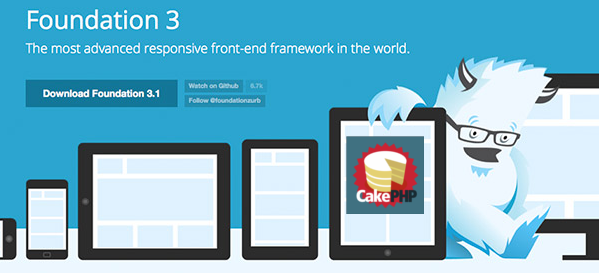 Foundation 3
The most advanced responsive front-end framework in the world.
Download Foundation 3.1
Watch on Github 5.7k
Follow @foundationzurb
CakePHP